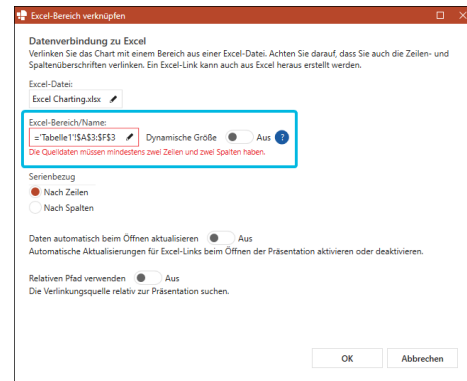 Excel-Bereich verknüpfen
Datenverbindung zu Excel
Verlinken Sie das Chart mit einem Bereich aus einer Excel-Datei. Achten Sie darauf, dass Sie auch die Zeilen- und
Spaltenüberschriften verlinken. Ein Excel-Link kann auch aus Excel heraus erstellt werden.
Excel-Datei:
Excel Charting.xlsx
Excel-Bereich/Name:
='Tabelle1'!$A$3:$F$3 Dynamische Größe Aus ?
Die Quelldaten müssen mindestens zwei Zeilen und zwei Spalten haben.
Serienbezug
Nach Zeilen
Nach Spalten
Daten automatisch beim Öffnen aktualisieren Aus
Automatische Aktualisierungen für Excel-Links beim Öffnen der Präsentation aktivieren oder deaktivieren.
Relativen Pfad verwenden Aus
Die Verlinkungsquelle relativ zur Präsentation suchen.
OK Abbrechen